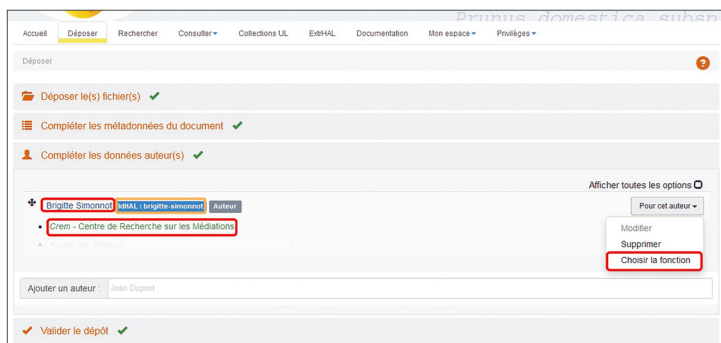 Prunus domestica subsp
Accueil Déposer Rechercher Consulter Collections UL ExtrHAL Documentation Mon espace Privilèges
Déposer
Déposer le(s) fichier(s)
Compléter les métadonnées du document
Compléter les données auteur(s)
Afficher toutes les options
Brigitte Simonnot IdHAL : brigitte-simonnot Auteur Pour cet auteur
Crem - Centre de Recherche sur les Médiations Modifier
Ajouter une affiliation Supprimer
Choisir la fonction
Ajouter un auteur : Jean Dupont
Valider le dépôt